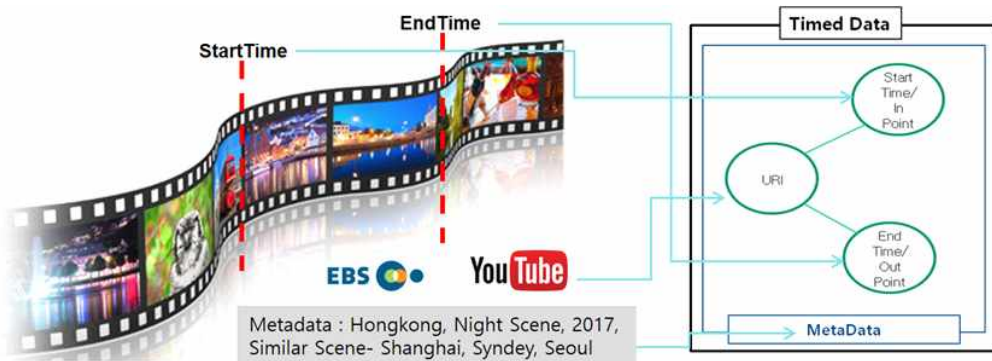 EndTime
StartTime
Timed Data
Start
Time/
In
Point
URI
End
Time/
Out
Point
EBS
YouTube
Metadata : Hongkong, Night Scene, 2017,
Similar Scene- Shanghai, Syndey, Seoul
MetaData